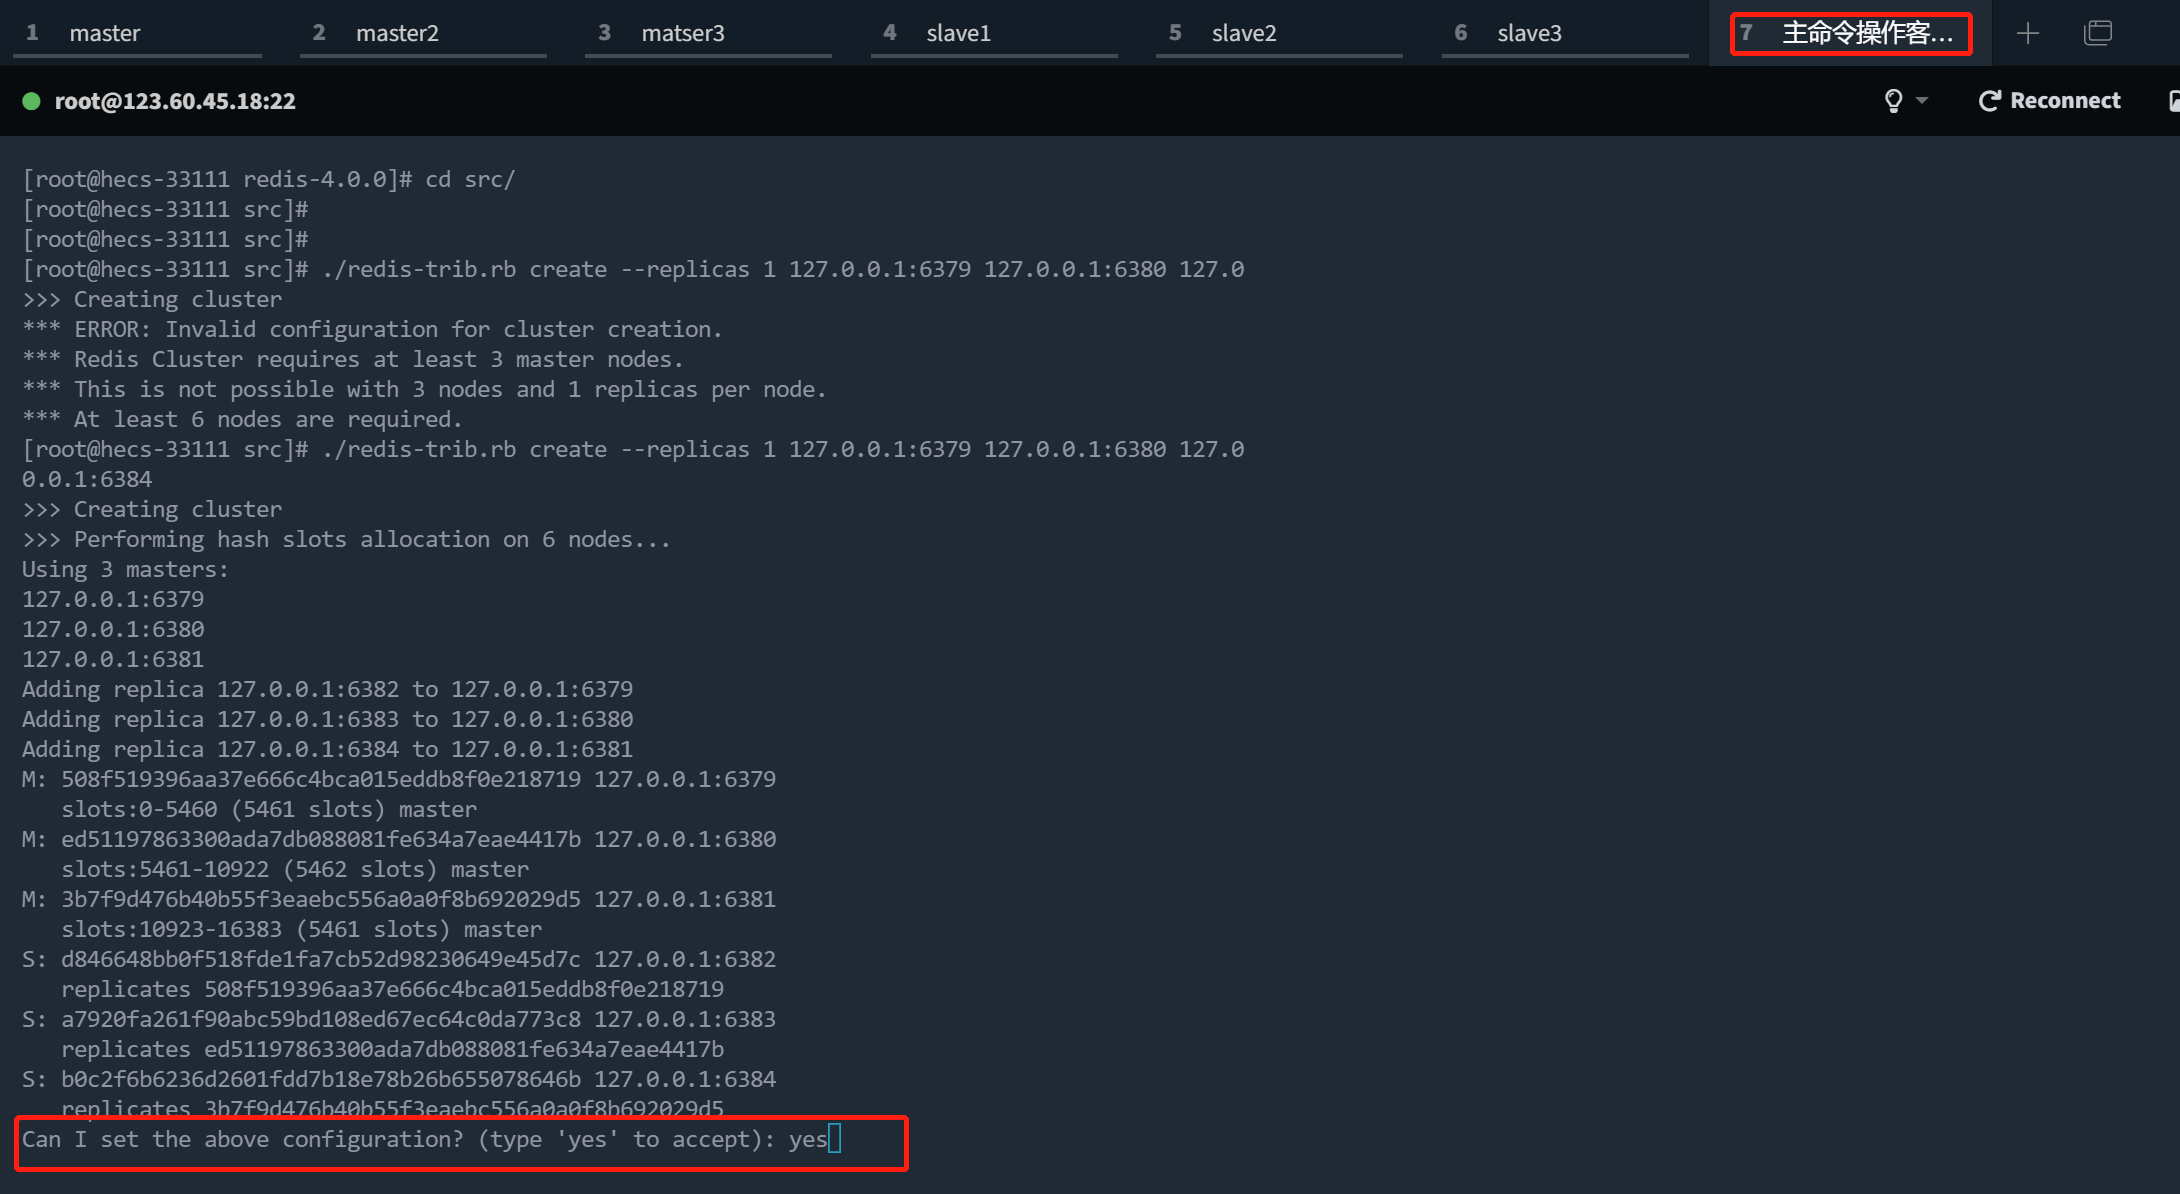 1 master 2 master2 3 matser3 4 slave1 5 slave2 6 slave3 7 主命令操作客...
root@123.60.45.18:22 Reconnect
[root@hecs-33111 redis-4.0.0]# cd src/
[root@hecs-33111 src]#
[root@hecs-33111 src]#
[root@hecs-33111 src]# ./redis-trib.rb create --replicas 1 127.0.0.1:6379 127.0.0.1:6380 127.0
>>> Creating cluster
*** ERROR: Invalid configuration for cluster creation.
*** Redis Cluster requires at least 3 master nodes.
*** This is not possible with 3 nodes and 1 replicas per node.
*** At least 6 nodes are required.
[root@hecs-33111 src]# ./redis-trib.rb create --replicas 1 127.0.0.1:6379 127.0.0.1:6380 127.0
0.0.1:6384
>>> Creating cluster
>>> Performing hash slots allocation on 6 nodes...
Using 3 masters:
127.0.0.1:6379
127.0.0.1:6380
127.0.0.1:6381
Adding replica 127.0.0.1:6382 to 127.0.0.1:6379
Adding replica 127.0.0.1:6383 to 127.0.0.1:6380
Adding replica 127.0.0.1:6384 to 127.0.0.1:6381
M: 508f519396aa37e666c4bca015eddb8f0e218719 127.0.0.1:6379
slots:0-5460 (5461 slots) master
M: ed51197863300ada7db088081fe634a7eae4417b 127.0.0.1:6380
slots:5461-10922 (5462 slots) master
M: 3b7f9d476b40b55f3eaebc556a0a0f8b692029d5 127.0.0.1:6381
slots:10923-16383 (5461 slots) master
S: d846648bb0f518fde1fa7cb52d98230649e45d7c 127.0.0.1:6382
replicates 508f519396aa37e666c4bca015eddb8f0e218719
S: a7920fa261f90abc59bd108ed67ec64c0da773c8 127.0.0.1:6383
replicates ed51197863300ada7db088081fe634a7eae4417b
S: b0c2f6b6236d2601fdd7b18e78b26b655078646b 127.0.0.1:6384
replicates 3b7f9d476b40b55f3eaebc556a0a0f8b692029d5
Can I set the above configuration? (type 'yes' to accept): yes